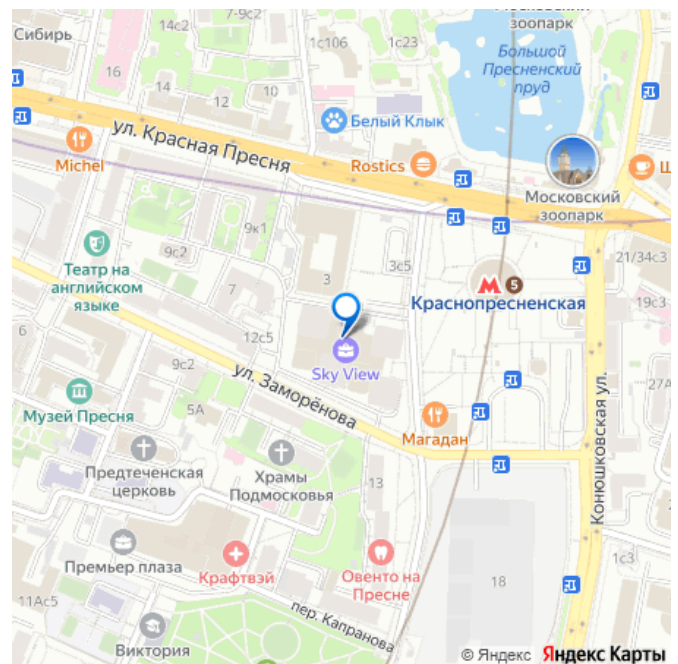 Московский
зоопарк
7-9с2
14с2
Сибирь
1с106
1с23
Большой
Пресненский
пруд
16
14
12
10
ул. Красная Пресня
Белый Клык
Michel
Rostics
Московский
зоопарк
9к1
9с2
3с5
21/34с3
Театр на
английском
языке
7
3
М 5
Краснопресненская
19с3
6
12с5
Sky View
9с2
ул. Заморёнова
27А
5А
Музей Пресня
Магадан
Конюшковская ул.
Предтеченская
церковь
Храмы
Подмосковья
13
Премьер плаза
Крафтвэй
Овенто на
Пресне
1с3
18
11Ас5
пер. Капранова
Виктория
© Яндекс Яндекс Карты